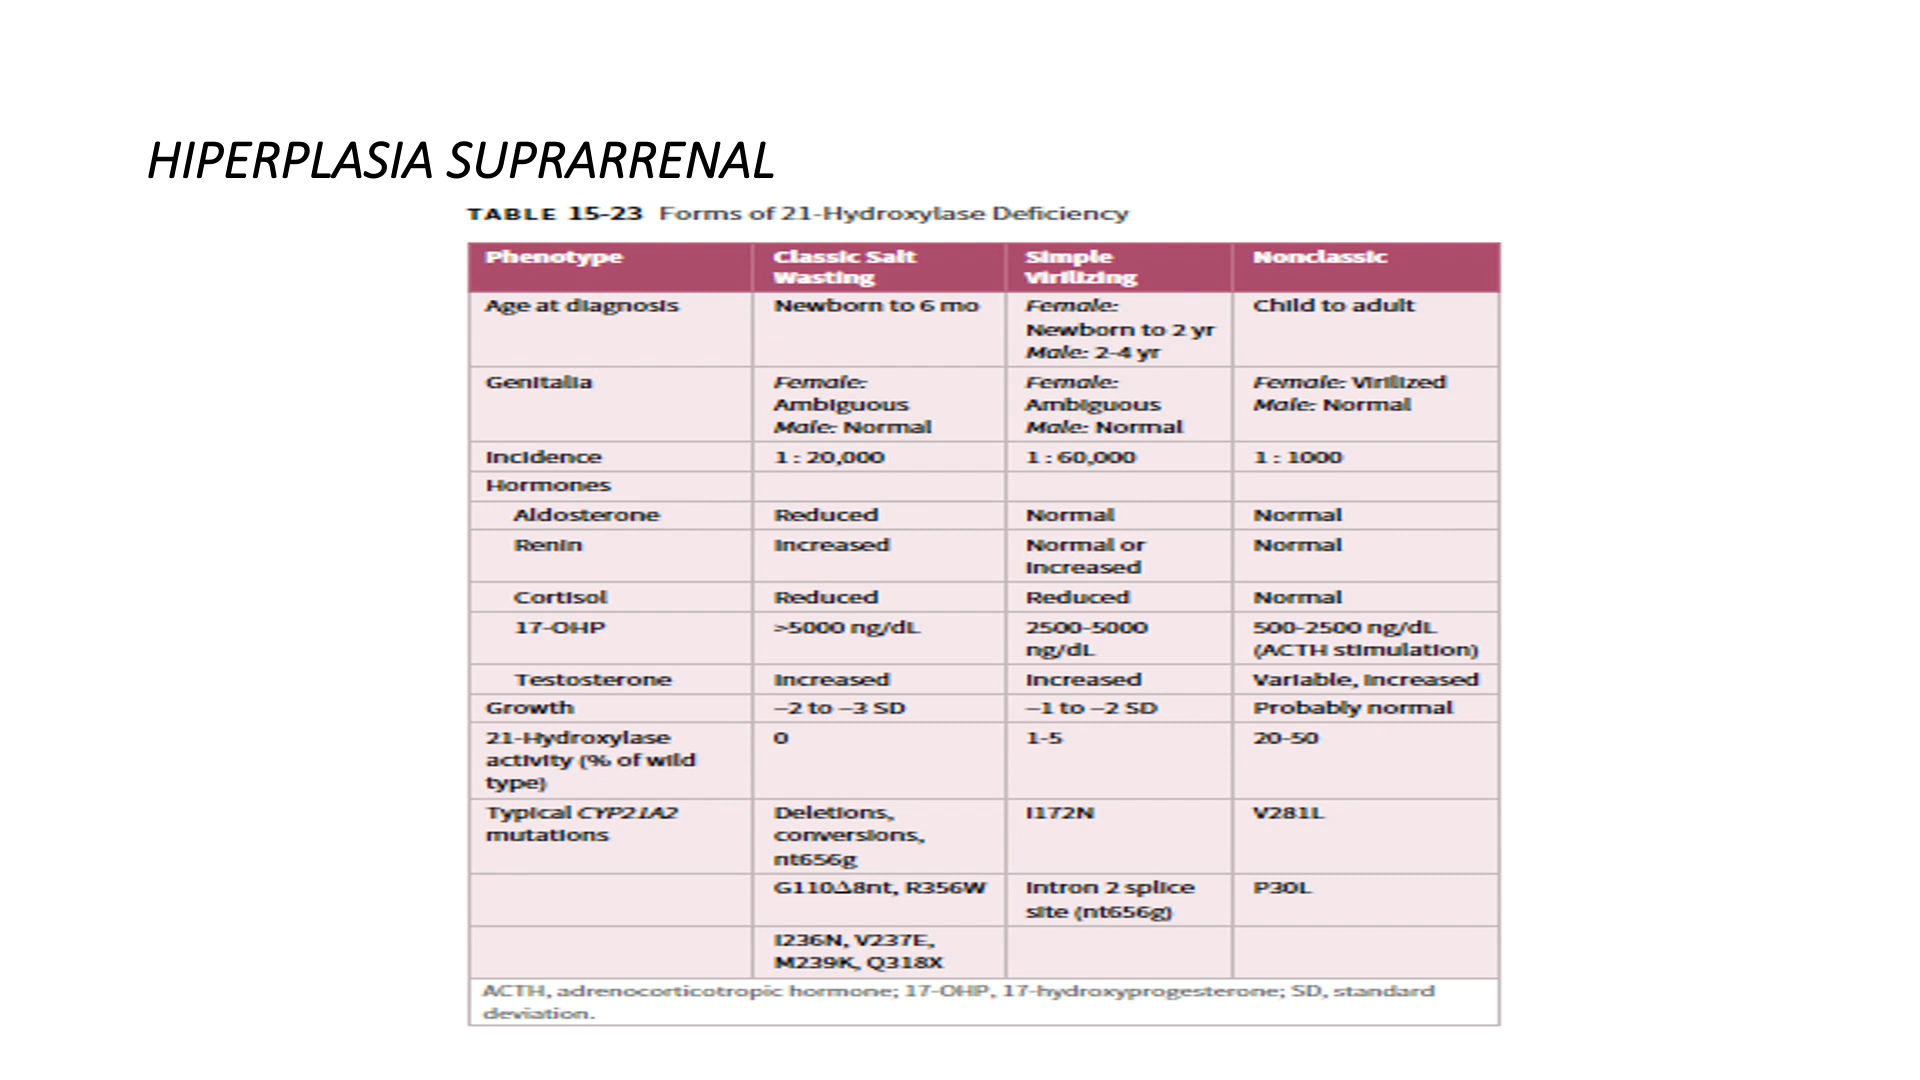 HIPERPLASIA SUPRARRENAL
TABLE 15-23 Forms of 21-Hydroxylase Deficiency
Phenotype
Classic Salt
Wasting
Simple
Virilizing
Nonclassic
Age at diagnosis
Newborn to 6 mo
Female:
Newborn to 2 yr
Male: 2-4 yr
Child to adult
Genitalia
Female:
Ambiguous
Male: Normal
Female:
Ambiguous
Male: Normal
Female: Virilized
Male: Normal
Incidence
1 : 20,000
1 : 60,000
1 : 1000
Hormones
Aldosterone
Reduced
Normal
Normal
Renin
Increased
Normal or
Increased
Normal
Cortisol
Reduced
Reduced
Normal
17-OHP
>5000 ng/dL
2500-5000
ng/dL
500-2500 ng/dL
(ACTH stimulation)
Testosterone
Increased
Increased
Variable, Increased
Growth
−2 to −3 SD
−1 to −2 SD
Probably normal
21-Hydroxylase
activity (% of wild
type)
0
1-5
20-50
Typical CYP21A2
mutations
Deletions,
conversions,
nt656g
I172N
V281L
G110Δ8nt, R356W
Intron 2 splice
site (nt656g)
P30L
I236N, V237E,
M239K, Q318X
ACTH, adrenocorticotropic hormone; 17-OHP, 17-hydroxyprogesterone; SD, standard
deviation.